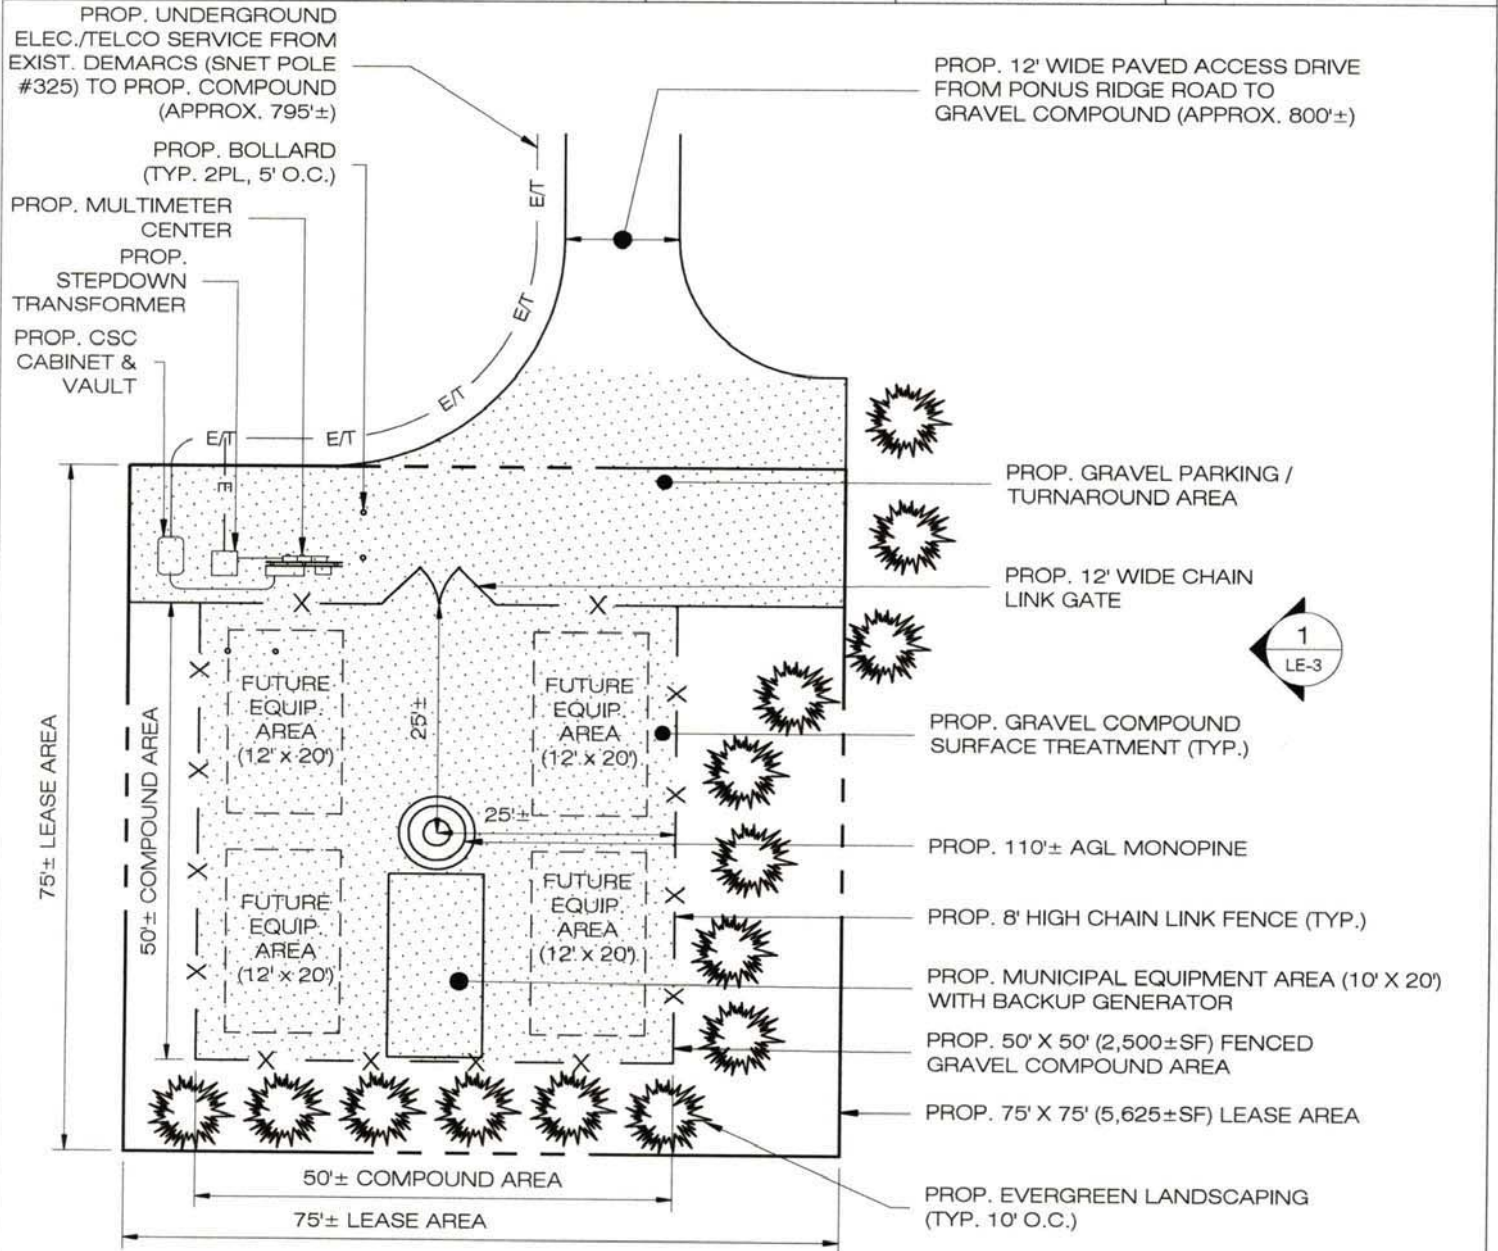 PROP. UNDERGROUND
ELEC./TELCO SERVICE FROM
EXIST. DEMARCS (SNET POLE
#325) TO PROP. COMPOUND
(APPROX. 795'±)
PROP. 12' WIDE PAVED ACCESS DRIVE
FROM PONUS RIDGE ROAD TO
GRAVEL COMPOUND (APPROX. 800'±)
PROP. BOLLARD
(TYP. 2PL, 5' O.C.)
PROP. MULTIMETER
CENTER
PROP.
STEPDOWN
TRANSFORMER
PROP. CSC
CABINET &
VAULT
E/T
E/T
E/T
E/T
E/T
E
PROP. GRAVEL PARKING /
TURNAROUND AREA
PROP. 12' WIDE CHAIN
LINK GATE
1
LE-3
FUTURE
EQUIP.
AREA
(12' x 20')
FUTURE
EQUIP.
AREA
(12' x 20')
25'±
25'±
75'± LEASE AREA
50'± COMPOUND AREA
PROP. GRAVEL COMPOUND
SURFACE TREATMENT (TYP.)
PROP. 110'± AGL MONOPINE
FUTURE
EQUIP.
AREA
(12' x 20')
FUTURE
EQUIP.
AREA
(12' x 20')
PROP. 8' HIGH CHAIN LINK FENCE (TYP.)
PROP. MUNICIPAL EQUIPMENT AREA (10' X 20')
WITH BACKUP GENERATOR
PROP. 50' X 50' (2,500±SF) FENCED
GRAVEL COMPOUND AREA
PROP. 75' X 75' (5,625±SF) LEASE AREA
50'± COMPOUND AREA
75'± LEASE AREA
PROP. EVERGREEN LANDSCAPING
(TYP. 10' O.C.)